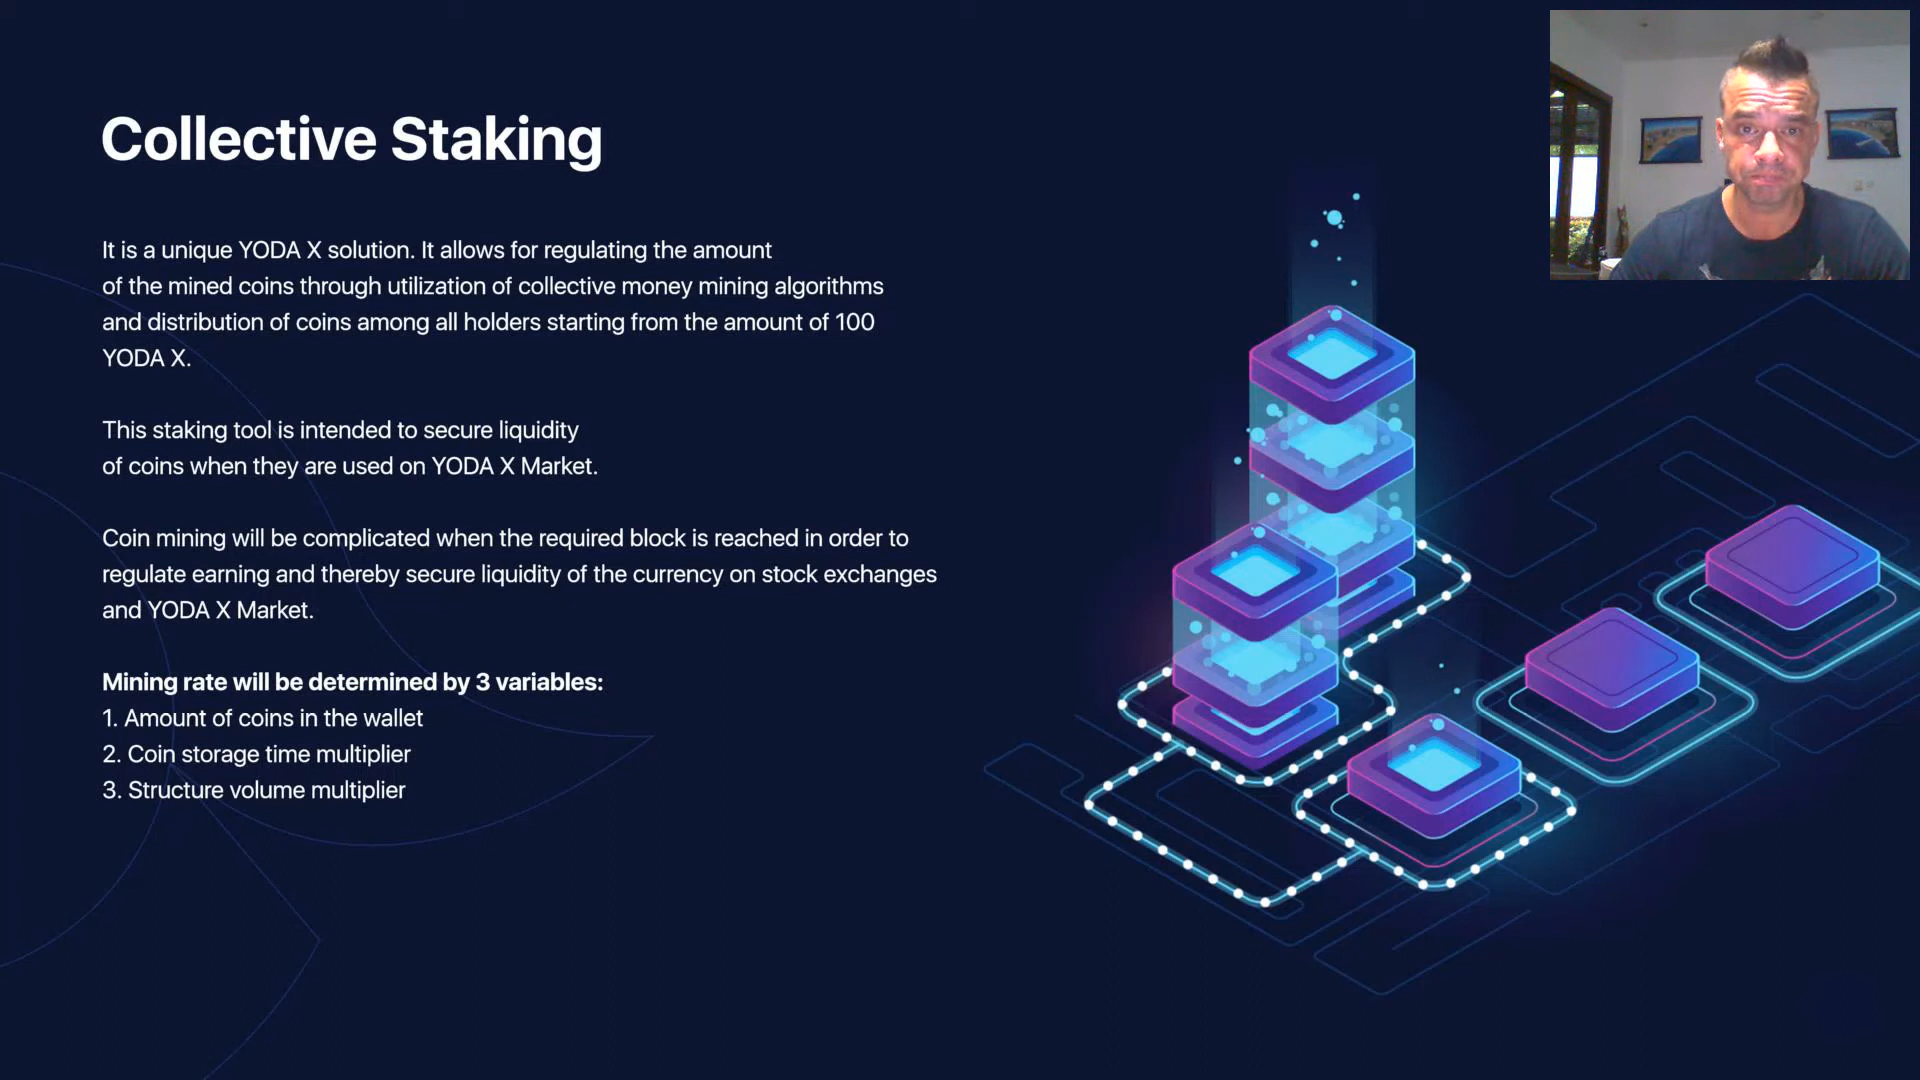 Collective Staking
It is a unique YODA X solution. It allows for regulating the amount
of the mined coins through utilization of collective money mining algorithms
and distribution of coins among all holders starting from the amount of 100
YODA X.
This staking tool is intended to secure liquidity
of coins when they are used on YODA X Market.
Coin mining will be complicated when the required block is reached in order to
regulate earning and thereby secure liquidity of the currency on stock exchanges
and YODA X Market.
Mining rate will be determined by 3 variables:
1. Amount of coins in the wallet
2. Coin storage time multiplier
3. Structure volume multiplier